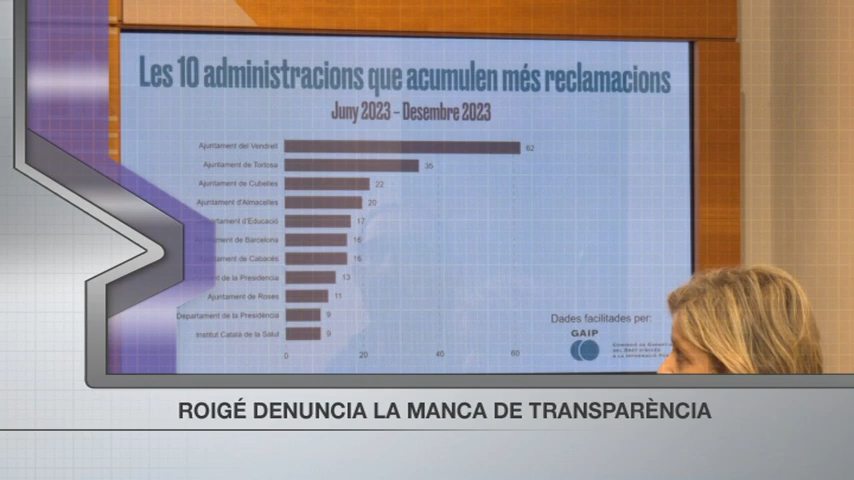 Les 10 administracions que acumulen més reclamacions
Juny 2023 – Desembre 2023
Ajuntament del Vendrell 62
Ajuntament de Tortosa 35
Ajuntament de Cubelles 22
Ajuntament d'Almacelles 20
Departament d'Educació 17
Ajuntament de Barcelona 16
Ajuntament de Cabacés 16
de la Presidencia 13
Ajuntament de Roses 11
Departament de la Presidència 9
Institut Català de la Salut 9
0 20 40 60
Dades facilitades per:
GAIP
ROIGÉ DENUNCIA LA MANCA DE TRANSPARÈNCIA